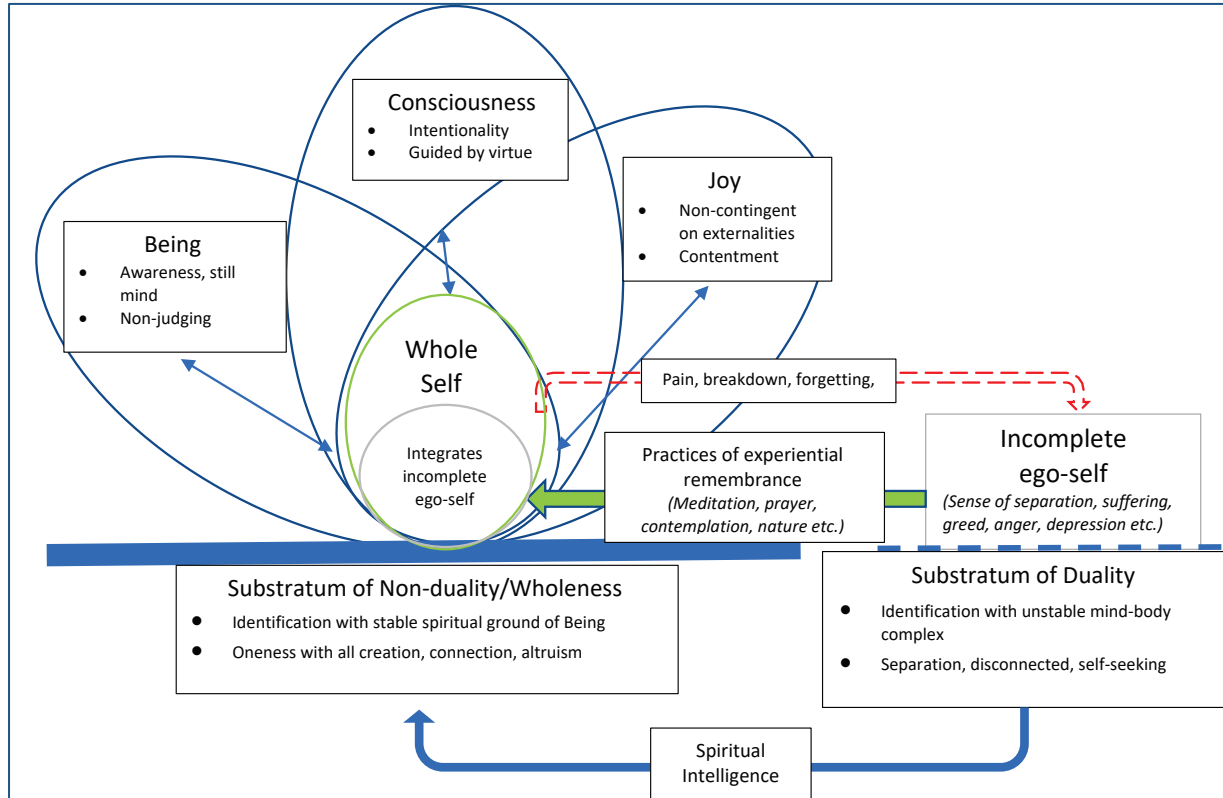 Consciousness
• Intentionality
• Guided by virtue
Joy
• Non-contingent
on externalities
• Contentment
Being
• Awareness, still
mind
• Non-judging
Whole
Self
Integrates
incomplete
ego-self
Pain, breakdown, forgetting,
Practices of experiential
remembrance
(Meditation, prayer,
contemplation, nature etc.)
Incomplete
ego-self
(Sense of separation, suffering,
greed, anger, depression etc.)
Substratum of Non-duality/Wholeness
• Identification with stable spiritual ground of Being
• Oneness with all creation, connection, altruism
Substratum of Duality
• Identification with unstable mind-body
complex
• Separation, disconnected, self-seeking
Spiritual
Intelligence